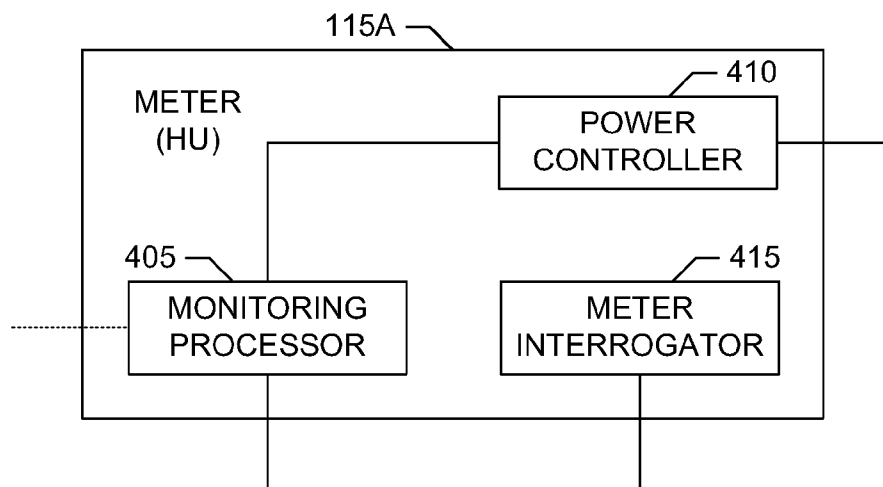 115A
METER
(HU)
410
POWER
CONTROLLER
405
MONITORING
PROCESSOR
415
METER
INTERROGATOR